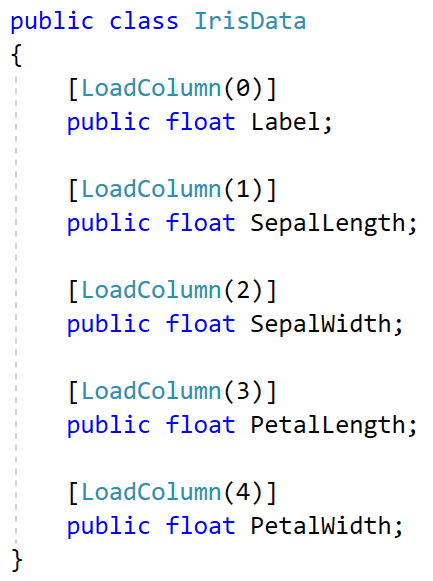 public class IrisData
{
[LoadColumn(0)]
public float Label;
[LoadColumn(1)]
public float SepalLength;
[LoadColumn(2)]
public float SepalWidth;
[LoadColumn(3)]
public float PetalLength;
[LoadColumn(4)]
public float PetalWidth;
}